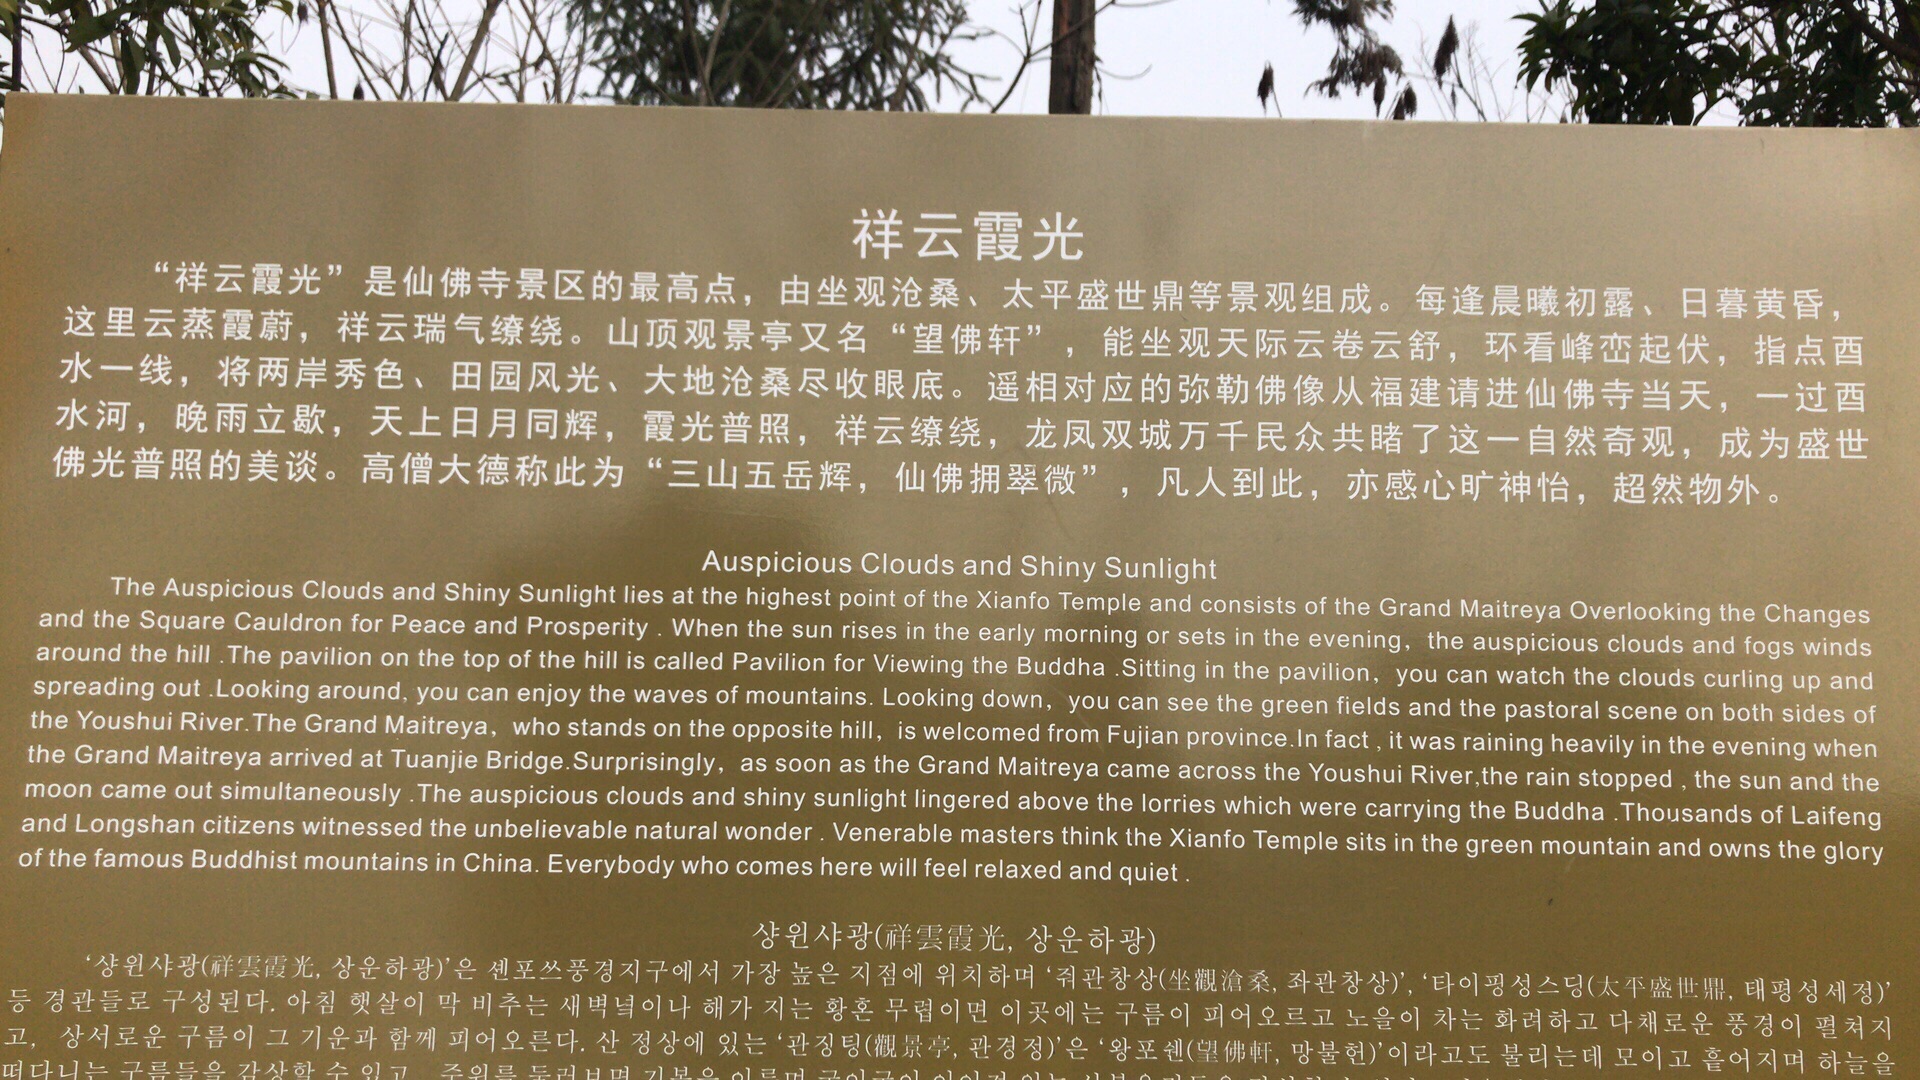 祥云霞光
“祥云霞光”是仙佛寺景区的最高点，由坐观沧桑、太平盛世鼎等景观组成。每逢晨曦初露、日暮黄昏，
这里云蒸霞蔚，祥云瑞气缭绕。山顶观景亭又名“望佛轩”，能坐观天际云卷云舒，环看峰峦起伏，指点酉
水一线，将两岸秀色、田园风光、大地沧桑尽收眼底。遥相对应的弥勒佛像从福建请进仙佛寺当天，一过酉
水河，晚雨立歇，天上日月同辉，霞光普照，祥云缭绕，龙凤双城万千民众共睹了这一自然奇观，成为盛世
佛光普照的美谈。高僧大德称此为“三山五岳辉，仙佛拥翠微”，凡人到此，亦感心旷神怡，超然物外。
Auspicious Clouds and Shiny Sunlight
The Auspicious Clouds and Shiny Sunlight lies at the highest point of the Xianfo Temple and consists of the Grand Maitreya Overlooking the Changes
and the Square Cauldron for Peace and Prosperity . When the sun rises in the early morning or sets in the evening，the auspicious clouds and fogs winds
around the hill .The pavilion on the top of the hill is called Pavilion for Viewing the Buddha .Sitting in the pavilion，you can watch the clouds curling up and
spreading out .Looking around, you can enjoy the waves of mountains. Looking down，you can see the green fields and the pastoral scene on both sides of
the Youshui River.The Grand Maitreya，who stands on the opposite hill，is welcomed from Fujian province.In fact , it was raining heavily in the evening when
the Grand Maitreya arrived at Tuanjie Bridge.Surprisingly，as soon as the Grand Maitreya came across the Youshui River,the rain stopped , the sun and the
moon came out simultaneously .The auspicious clouds and shiny sunlight lingered above the lorries which were carrying the Buddha .Thousands of Laifeng
and Longshan citizens witnessed the unbelievable natural wonder . Venerable masters think the Xianfo Temple sits in the green mountain and owns the glory
of the famous Buddhist mountains in China. Everybody who comes here will feel relaxed and quiet .
샹윈샤광(祥雲霞光, 상운하광)
‘샹윈샤광(祥雲霞光, 상운하광)’은 셴포쓰풍경지구에서 가장 높은 지점에 위치하며 ‘줘관창상(坐觀滄桑, 좌관창상)’, ‘타이핑성스딩(太平盛世鼎, 태평성세정)’
등 경관들로 구성된다. 아침 햇살이 막 비추는 새벽녘이나 해가 지는 황혼 무렵이면 이곳에는 구름이 피어오르고 노을이 차는 화려하고 다채로운 풍경이 펼쳐지
고, 상서로운 구름이 그 기운과 함께 피어오른다. 산 정상에 있는 ‘관징팅(觀景亭, 관경정)’은 ‘왕포쉔(望佛軒, 망불헌)’이라고도 불리는데 모이고 흩어지며 하늘을
떠다니는 구름들을 감상할 수 있고,